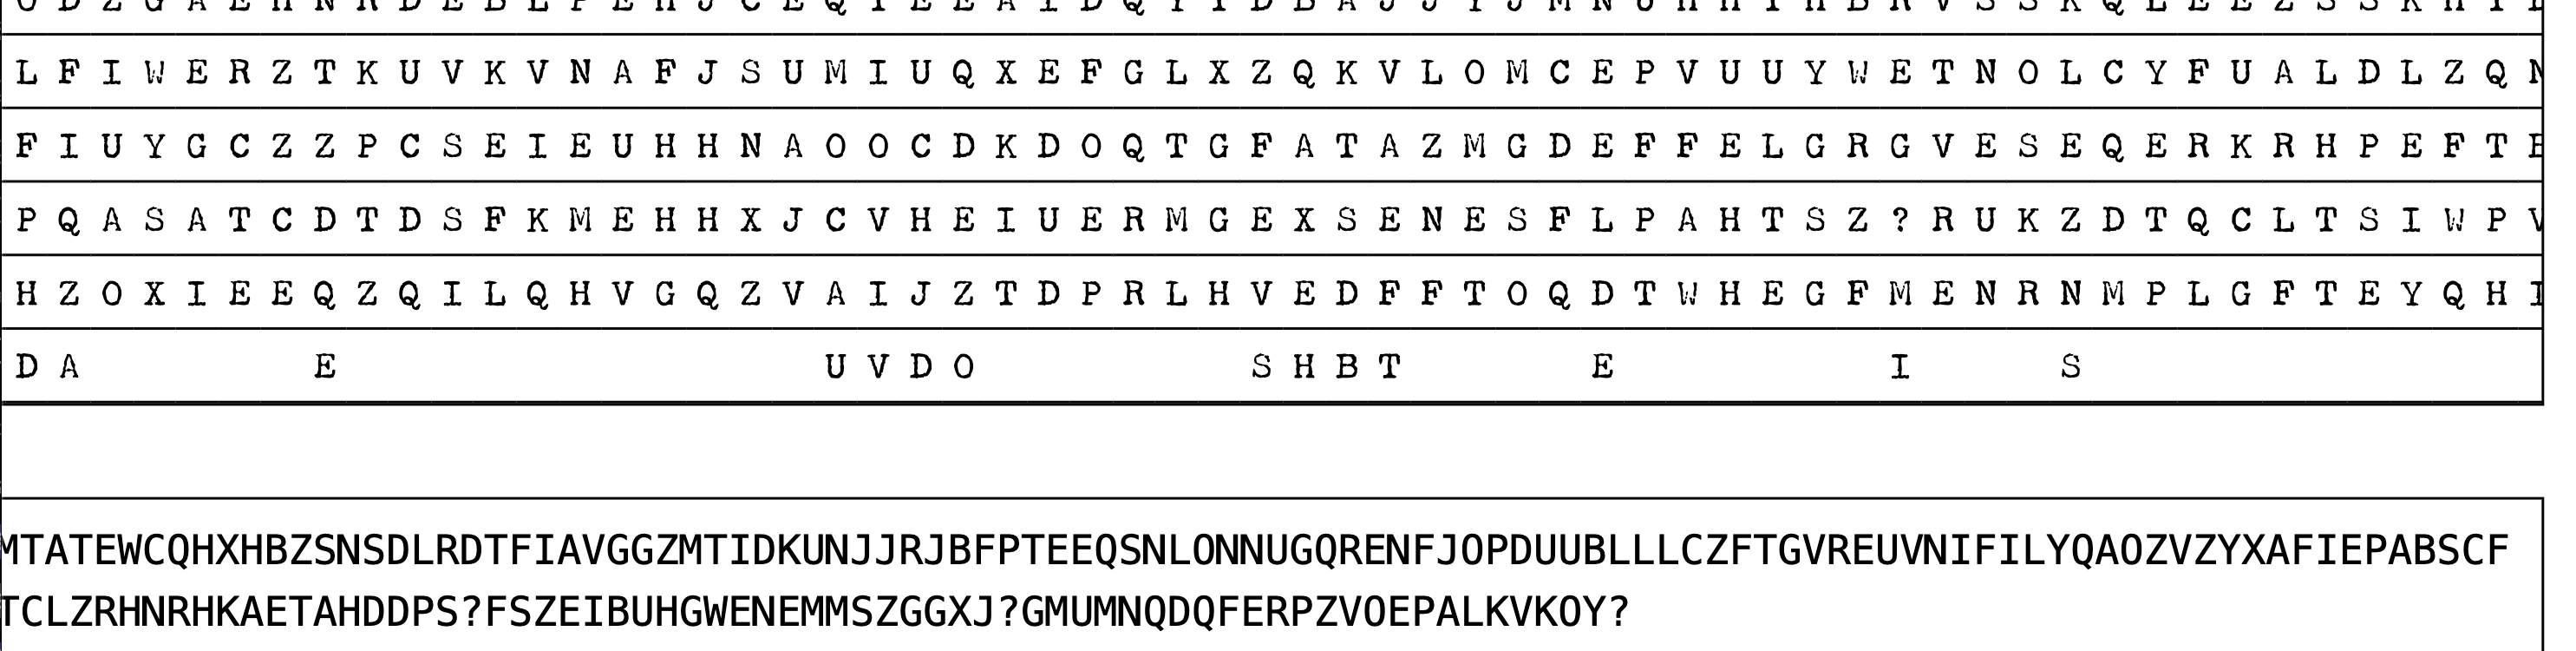 L F I W E R Z T K U V K V N A F J S U M I U Q X E F G L X Z Q K V L O M C E P V U U Y W E T N O L C Y F U A L D L Z Q N
F I U Y G C Z Z P C S E I E U H H N A O O C D K D O Q T G F A T A Z M G D E F F E L G R G V E S E Q E R K R H P E F T
P Q A S A T C D T D S F K M E H H X J C V H E I U E R M G E X S E N E S F L P A H T S Z ? R U K Z D T Q C L T S I W P V
H Z O X I E E Q Z Q I L Q H V G Q Z V A I J Z T D P R L H V E D F F T O Q D T W H E G F M E N R N M P L G F T E Y Q H I
D A E U V D O S H B T E I S
MTATEWCQHXHBZSNSDLRDTFIAVGGZMTIDKUNJJRJBFPTEEQSNLONNUGQRENFJOPDUUBLLLCZFTGVREUVNIFILYQAOZVZYXAFIEPABSCF
TCLZRHNRHKAETAHDDPS?FSZEIBUHGWENEMMSZGGXJ?GMUMNQDQFERPZVOEPALKVKOY?